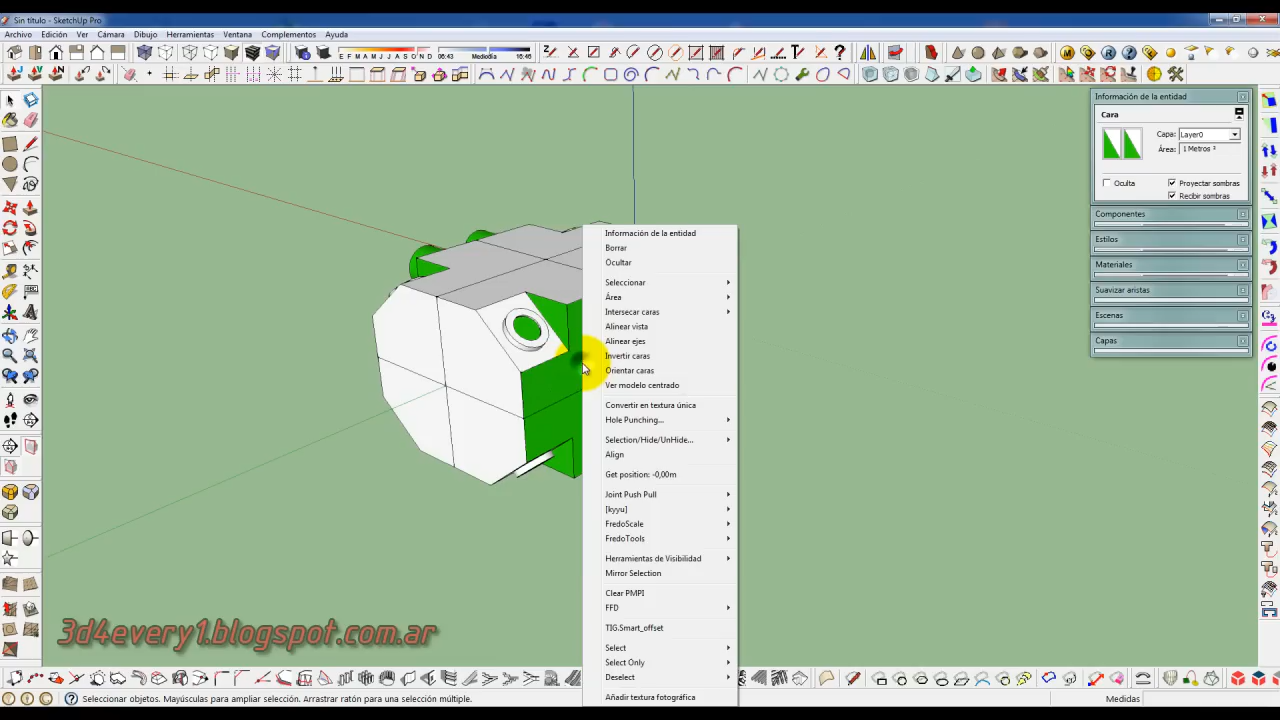 Sin título - SketchUp Pro
Archivo Edición Ver Cámara Dibujo Herramientas Ventana Complementos Ayuda
E F M A M J J A S O N D 06:43 Mediodía 16:46
Información de la entidad
Cara
Capa: Layer0
Área: 1 Metros ²
Oculta Proyectar sombras
Recibir sombras
Componentes
Estilos
Materiales
Suavizar aristas
Escenas
Capas
Información de la entidad
Borrar
Ocultar
Seleccionar
Área
Intersecar caras
Alinear vista
Alinear ejes
Invertir caras
Orientar caras
Ver modelo centrado
Convertir en textura única
Hole Punching...
Selection/Hide/UnHide...
Align
Get position: -0,00m
Joint Push Pull
[kyyu]
FredoScale
FredoTools
Herramientas de Visibilidad
Mirror Selection
Clear PMPI
FFD
TIG.Smart_offset
Select
Select Only
Deselect
Añadir textura fotográfica
3d4every1.blogspot.com.ar
Seleccionar objetos. Mayúsculas para ampliar selección. Arrastrar ratón para una selección múltiple.
Medidas